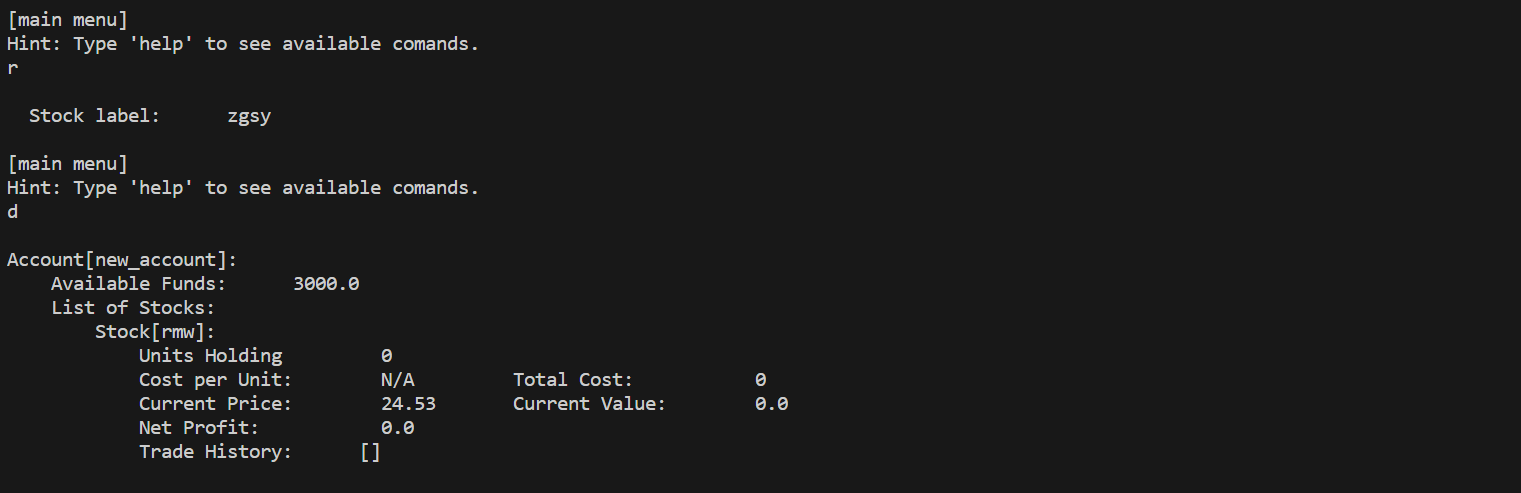 [main menu]
Hint: Type 'help' to see available comands.
r
Stock label: zgsy
[main menu]
Hint: Type 'help' to see available comands.
d
Account[new_account]:
Available Funds: 3000.0
List of Stocks:
Stock[rmw]:
Units Holding 0
Cost per Unit: N/A Total Cost: 0
Current Price: 24.53 Current Value: 0.0
Net Profit: 0.0
Trade History: []